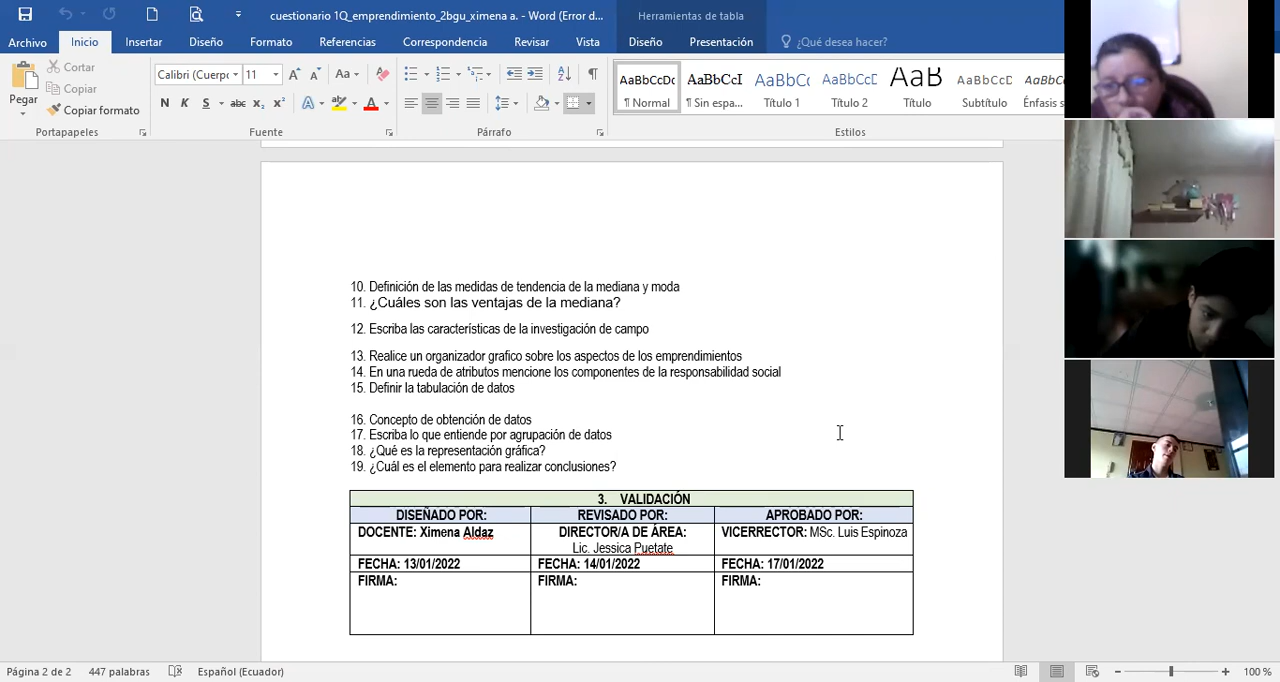 cuestionario 1Q_emprendimiento_2bgu_ximena a. - Word (Error d...
Herramientas de tabla
Archivo Inicio Insertar Diseño Formato Referencias Correspondencia Revisar Vista Diseño Presentación ¿Qué desea hacer?
Pegar
Cortar
Copiar
Copiar formato
Portapapeles
Calibri (Cuerpo 11
N K S abc x₂ x²
Fuente
Párrafo
AaBbCcDc AaBbCcI AaBbC AaBbCcD AaB AaBbCcD AaBbCc
¶ Normal ¶ Sin espa... Título 1 Título 2 Título Subtítulo Énfasis s
Estilos
10. Definición de las medidas de tendencia de la mediana y moda
11. ¿Cuáles son las ventajas de la mediana?
12. Escriba las características de la investigación de campo
13. Realice un organizador grafico sobre los aspectos de los emprendimientos
14. En una rueda de atributos mencione los componentes de la responsabilidad social
15. Definir la tabulación de datos
16. Concepto de obtención de datos
17. Escriba lo que entiende por agrupación de datos
18. ¿Qué es la representación gráfica?
19. ¿Cuál es el elemento para realizar conclusiones?
3. VALIDACIÓN
DISEÑADO POR: REVISADO POR: APROBADO POR:
DOCENTE: Ximena Aldaz DIRECTOR/A DE ÁREA: VICERRECTOR: MSc. Luis Espinoza
Lic. Jessica Puetate
FECHA: 13/01/2022 FECHA: 14/01/2022 FECHA: 17/01/2022
FIRMA: FIRMA: FIRMA:
Página 2 de 2 447 palabras Español (Ecuador) 100 %